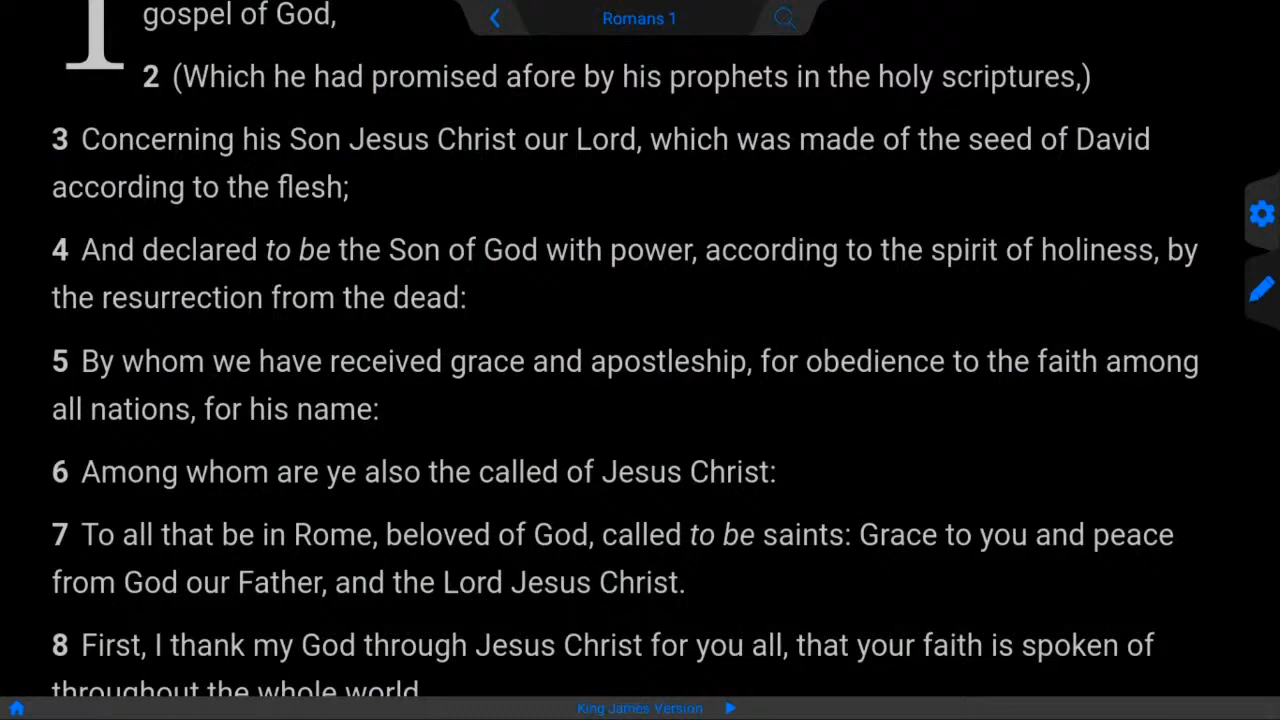 Romans 1
gospel of God,
2 (Which he had promised afore by his prophets in the holy scriptures,)
3 Concerning his Son Jesus Christ our Lord, which was made of the seed of David
according to the flesh;
4 And declared to be the Son of God with power, according to the spirit of holiness, by
the resurrection from the dead:
5 By whom we have received grace and apostleship, for obedience to the faith among
all nations, for his name:
6 Among whom are ye also the called of Jesus Christ:
7 To all that be in Rome, beloved of God, called to be saints: Grace to you and peace
from God our Father, and the Lord Jesus Christ.
8 First, I thank my God through Jesus Christ for you all, that your faith is spoken of
throughout the whole world
King James Version